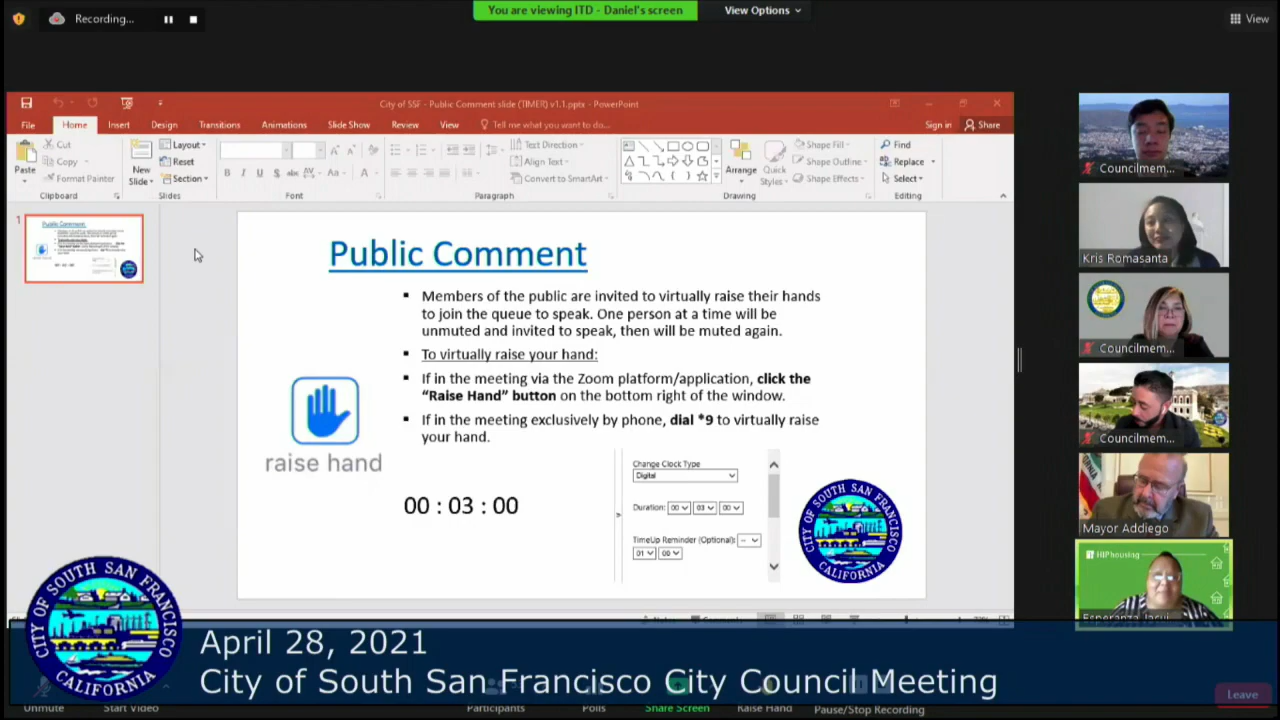 Recording...
You are viewing ITD - Daniel's screen
View Options
View
City of SSF - Public Comment slide (TIMER) v1.1.pptx - PowerPoint
File Home Insert Design Transitions Animations Slide Show Review View Tell me what you want to do... Sign in Share
Paste
Cut
Copy
Format Painter
Clipboard
New Slide
Layout
Reset
Section
Slides
B I U S abc AV Aa A
Font
Text Direction
Align Text
Convert to SmartArt
Paragraph
Arrange
Quick Styles
Shape Fill
Shape Outline
Shape Effects
Drawing
Find
Replace
Select
Editing
1
Public Comment
Members of the public are invited to virtually raise their hands
to join the queue to speak. One person at a time will be
unmuted and invited to speak, then will be muted again.
To virtually raise your hand:
If in the meeting via the Zoom platform/application, click the
“Raise Hand” button on the bottom right of the window.
If in the meeting exclusively by phone, dial *9 to virtually raise
your hand.
raise hand
00 : 03 : 00
Change Clock Type
Digital
Duration: 00 03 00
TimeUp Reminder (Optional): --
01 00
CITY OF SOUTH SAN FRANCISCO
CALIFORNIA
Councilmem...
Kris Romasanta
Councilmem...
Councilmem...
Mayor Addiego
HIP housing
Esperanza Jacui
CITY OF SOUTH SAN FRANCISCO
CALIFORNIA
April 28, 2021
City of South San Francisco City Council Meeting
Unmute
Start Video
Participants
Polls
Share Screen
Raise Hand
Pause/Stop Recording
Leave